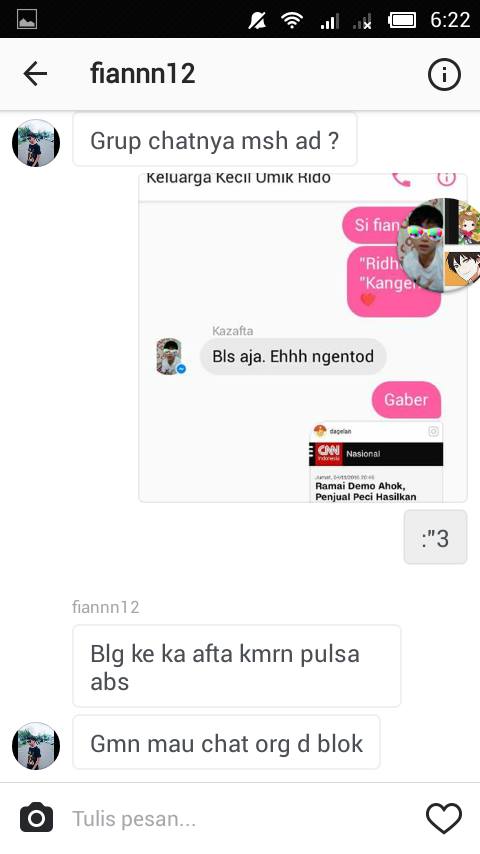 6:22
fiannn12
Grup chatnya msh ad ?
Keluarga Kecil Umik Rido
Si fian
"Ridh
"Kange
Kazafta
Bls aja. Ehhh ngentod
Gaber
dagelan
CNN Indonesia Nasional
Jumat, 04/11/2016 20:46
Ramai Demo Ahok,
Penjual Peci Hasilkan
:"3
fiannn12
Blg ke ka afta kmrn pulsa
abs
Gmn mau chat org d blok
Tulis pesan...